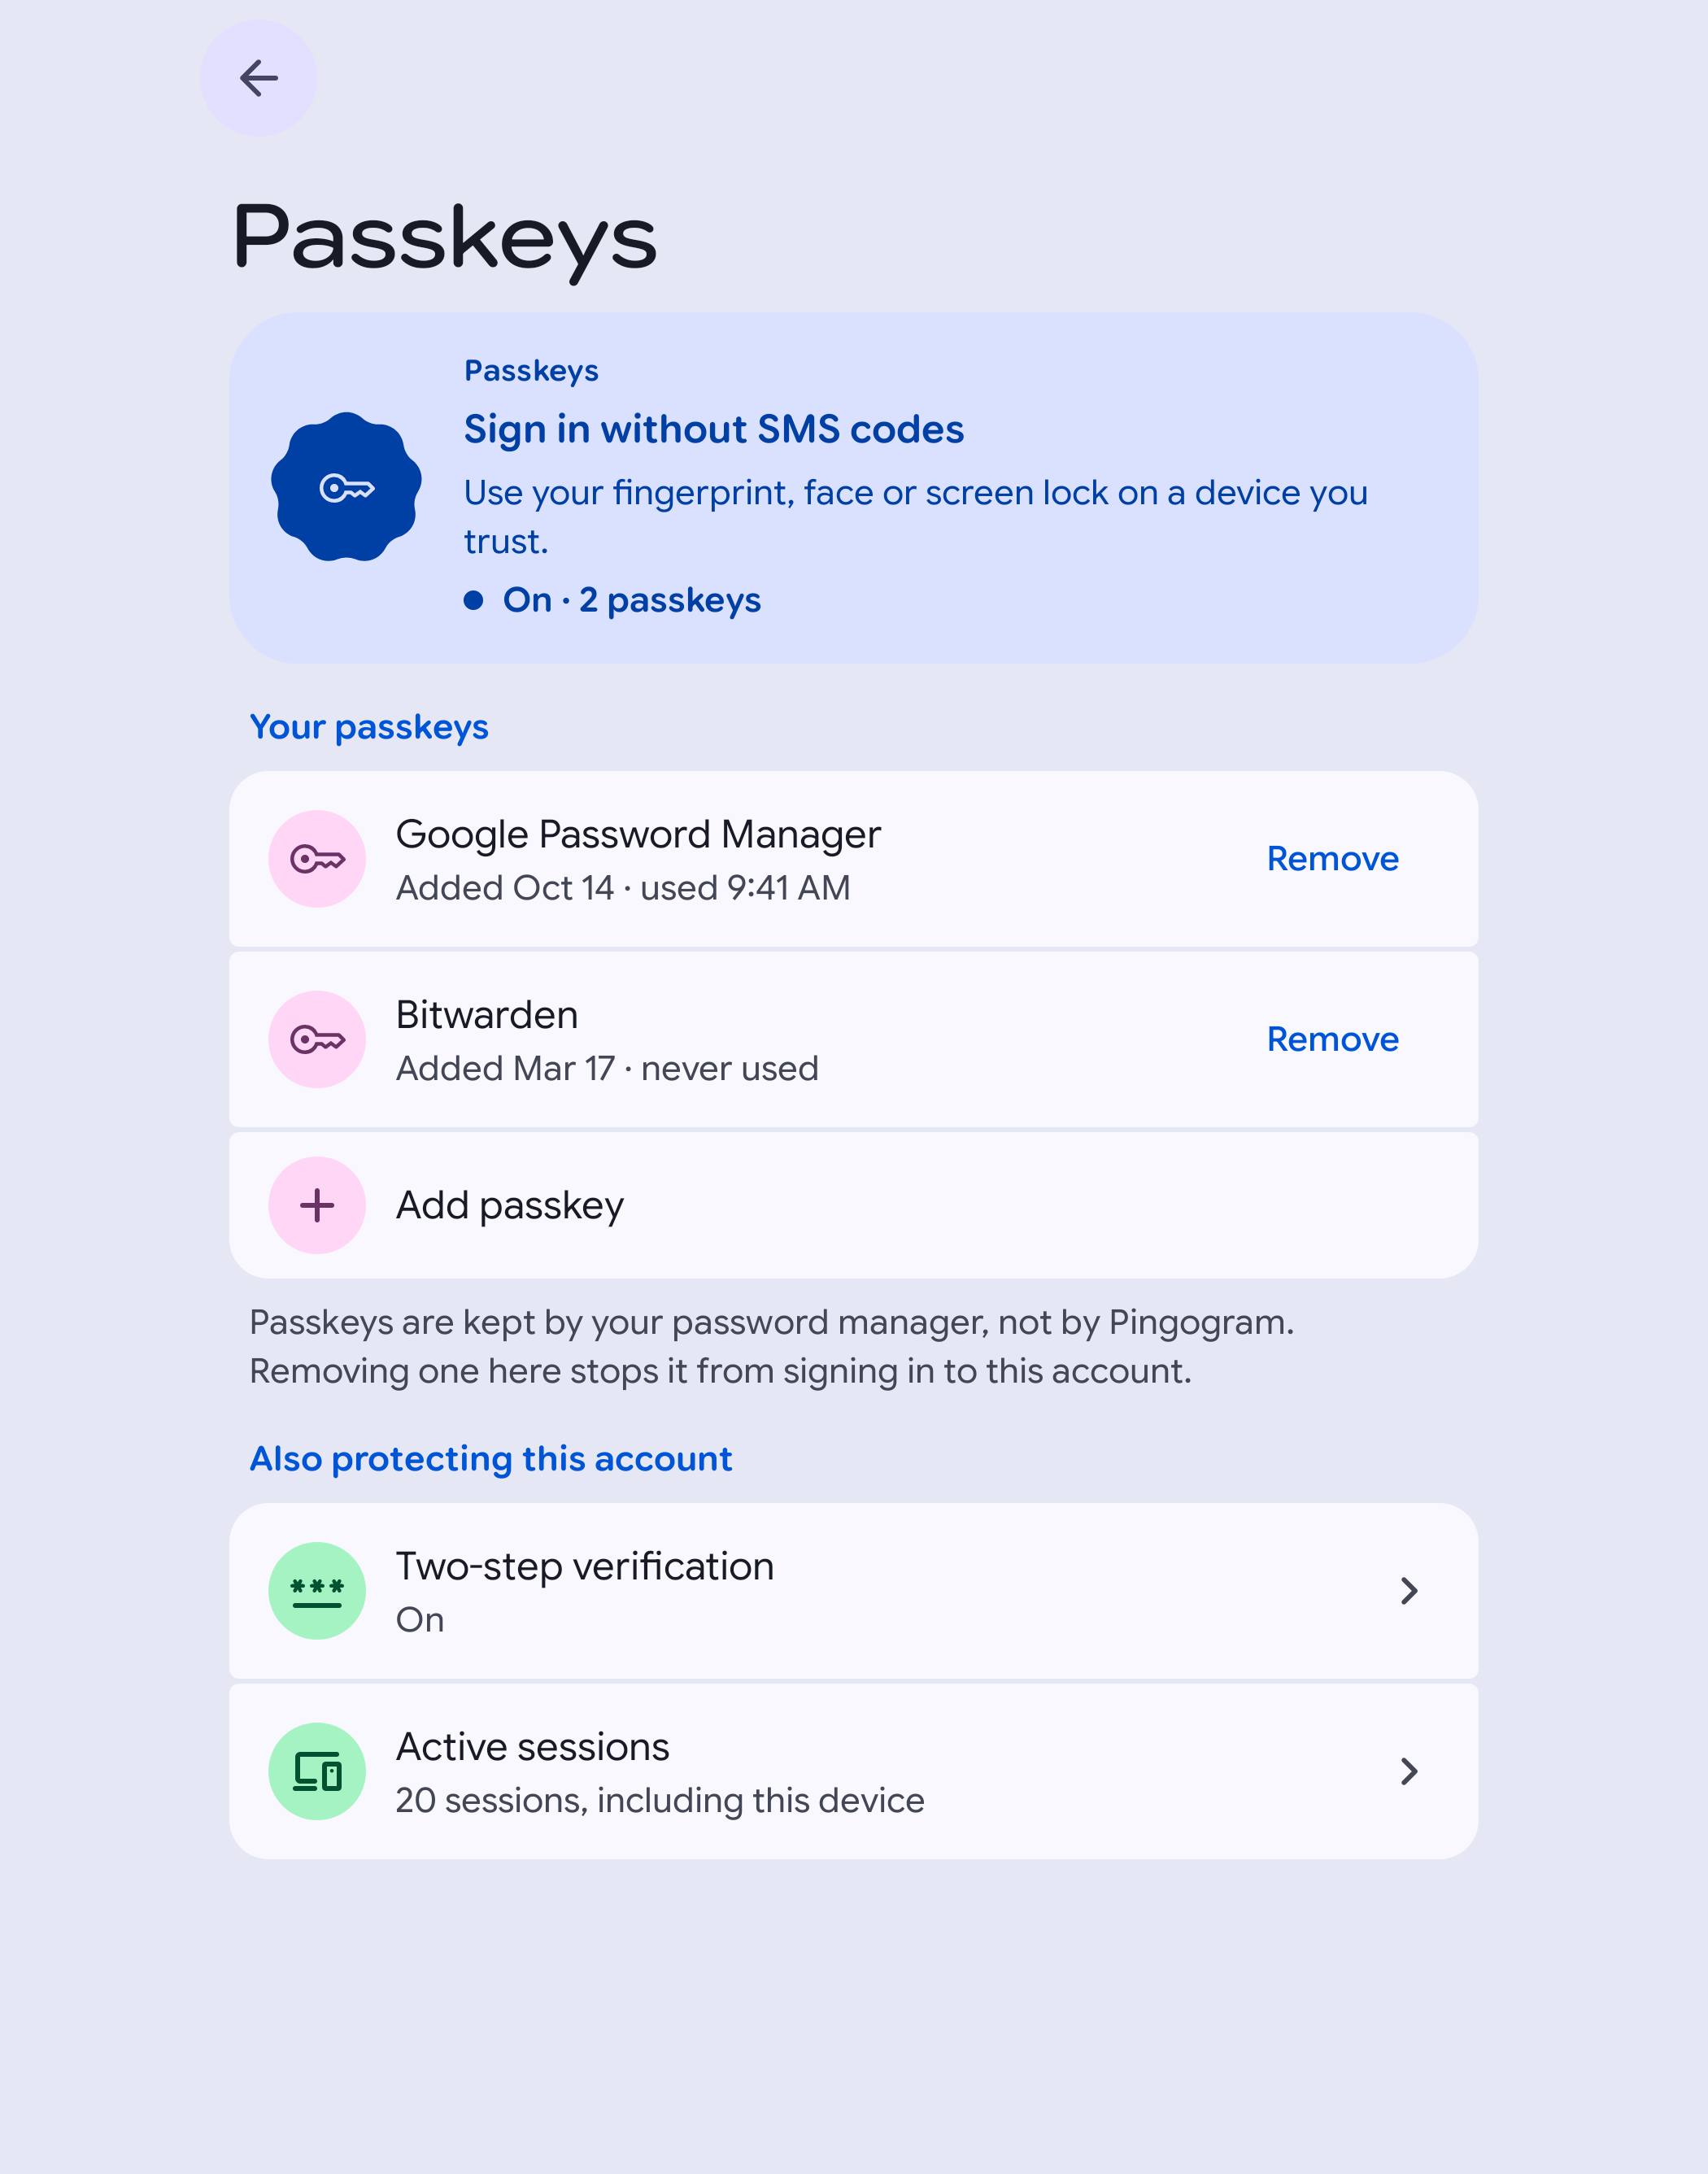 Passkeys
Passkeys
Sign in without SMS codes
Use your fingerprint, face or screen lock on a device you
trust.
On · 2 passkeys
Your passkeys
Google Password Manager
Added Oct 14 · used 9:41 AM
Remove
Bitwarden
Added Mar 17 · never used
Remove
Add passkey
Passkeys are kept by your password manager, not by Pingogram.
Removing one here stops it from signing in to this account.
Also protecting this account
Two-step verification
On
Active sessions
20 sessions, including this device